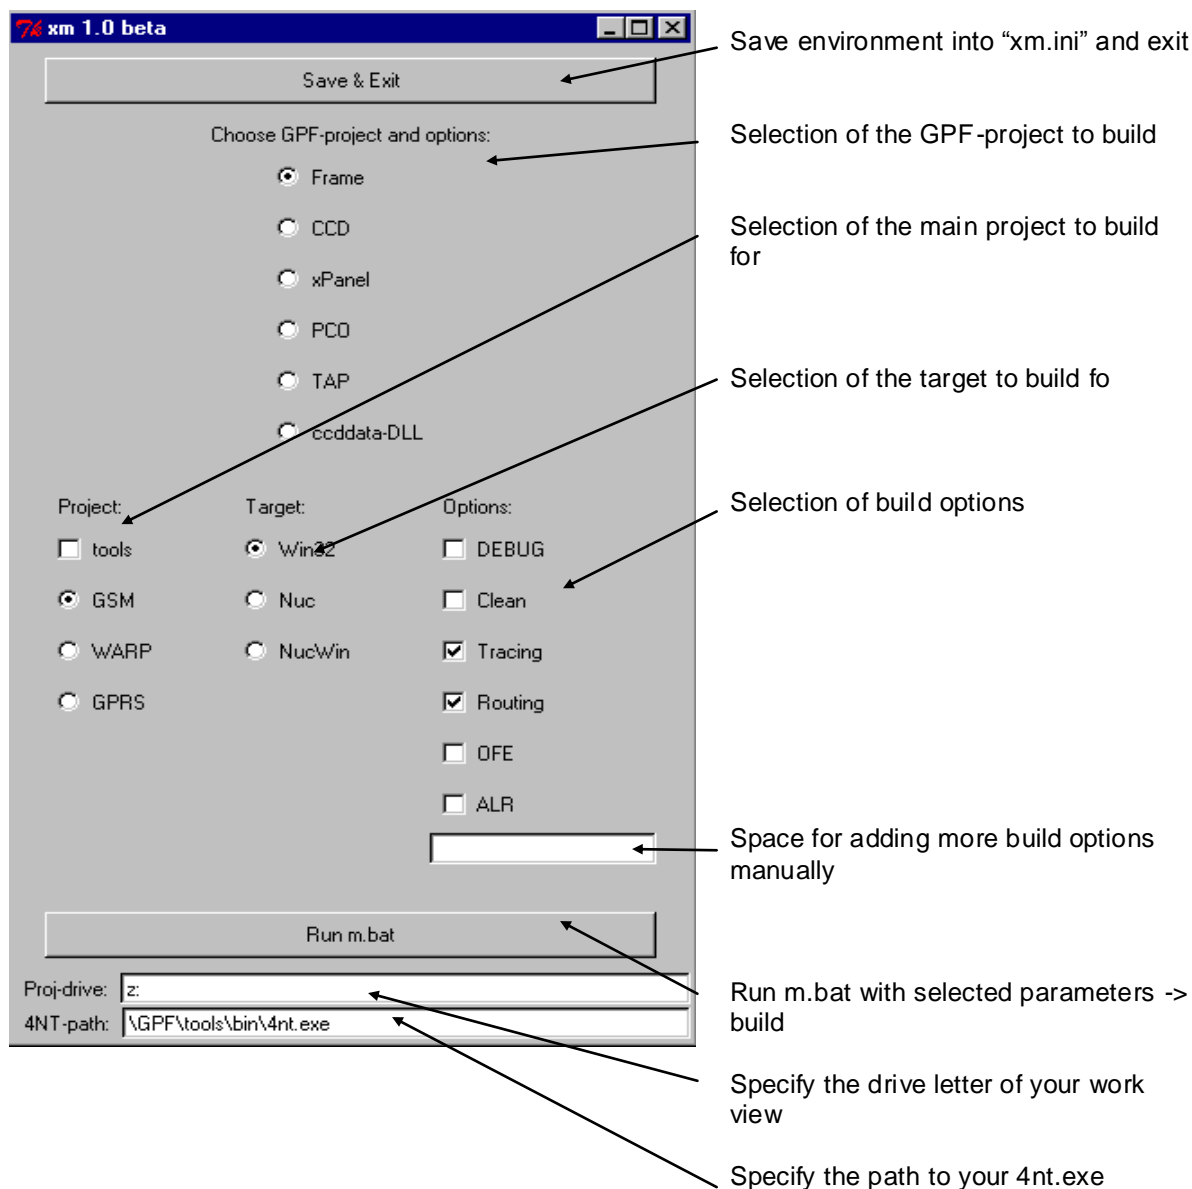 xm 1.0 beta
Save & Exit
Save environment into “xm.ini” and exit
Choose GPF-project and options:
Selection of the GPF-project to build
Frame
CCD
xPanel
PCO
TAP
ccddata-DLL
Selection of the main project to build
for
Selection of the target to build fo
Project:
tools
GSM
WARP
GPRS
Target:
Win32
Nuc
NucWin
Options:
DEBUG
Clean
Tracing
Routing
OFE
ALR
Selection of build options
Space for adding more build options
manually
Run m.bat
Run m.bat with selected parameters ->
build
Proj-drive: z:
Specify the drive letter of your work
view
4NT-path: \GPF\tools\bin\4nt.exe
Specify the path to your 4nt.exe